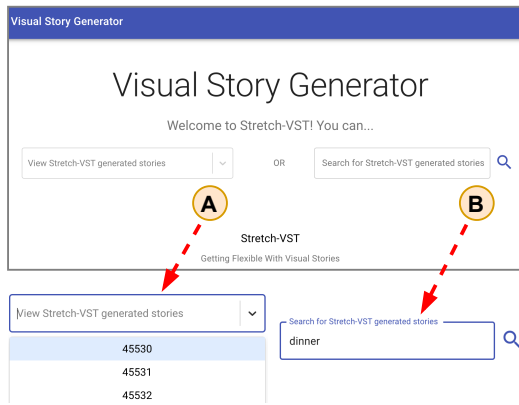 Visual Story Generator
Visual Story Generator
Welcome to Stretch-VST! You can...
View Stretch-VST generated stories
OR
Search for Stretch-VST generated stories
A
B
Stretch-VST
Getting Flexible With Visual Stories
View Stretch-VST generated stories
Search for Stretch-VST generated stories
dinner
45530
45531
45532